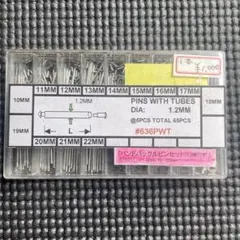 11MM 12MM 13MM 14MM 15MM 16MM 17MM
10MM
18MM
1.2MM
L
PINS WITH TUBES
DIA: 1.2MM
@5PCS TOTAL 65PCS
#636PWT
19MM
20MM 21MM 22MM